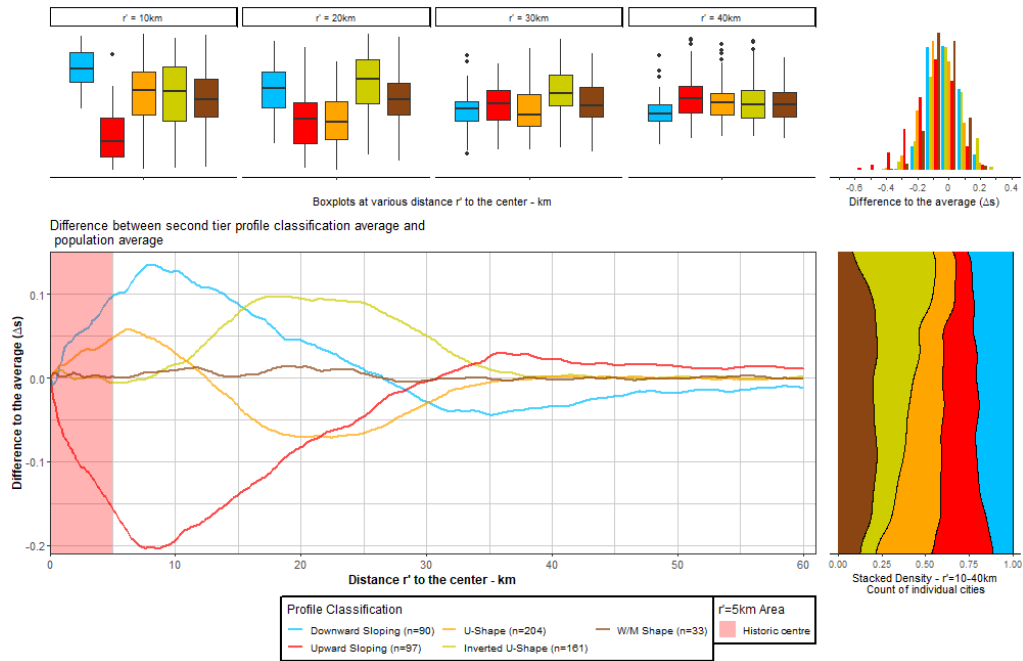 r' = 10km
r' = 20km
r' = 30km
r' = 40km
Boxplots at various distance r' to the center - km
-0.6 -0.4 -0.2 0 0.2 0.4
Difference to the average (Δs)
Difference between second tier profile classification average and
population average
Difference to the average (Δs)
0.1
0.0
-0.1
-0.2
0 10 20 30 40 50 60
Distance r' to the center - km
0.00 0.25 0.50 0.75 1.00
Stacked Density - r'=10-40km
Count of individual cities
Profile Classification
Downward Sloping (n=90)
U-Shape (n=204)
W/M Shape (n=33)
Upward Sloping (n=97)
Inverted U-Shape (n=161)
r'=5km Area
Historic centre